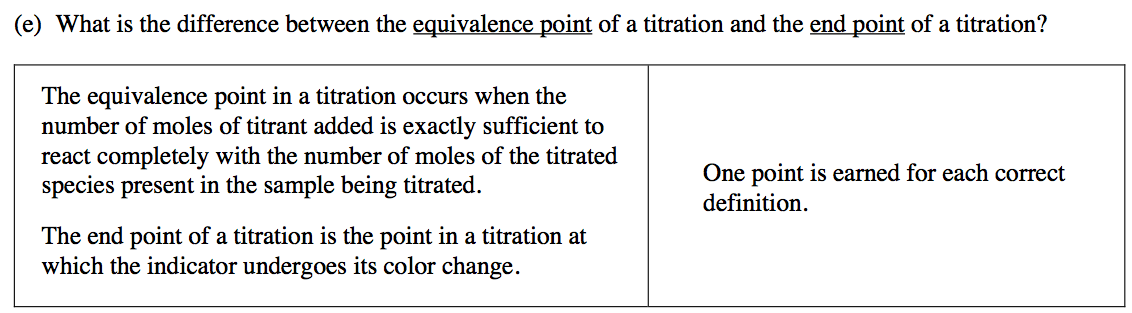 (e) What is the difference between the equivalence point of a titration and the end point of a titration?
The equivalence point in a titration occurs when the
number of moles of titrant added is exactly sufficient to
react completely with the number of moles of the titrated
species present in the sample being titrated.
The end point of a titration is the point in a titration at
which the indicator undergoes its color change.
One point is earned for each correct
definition.